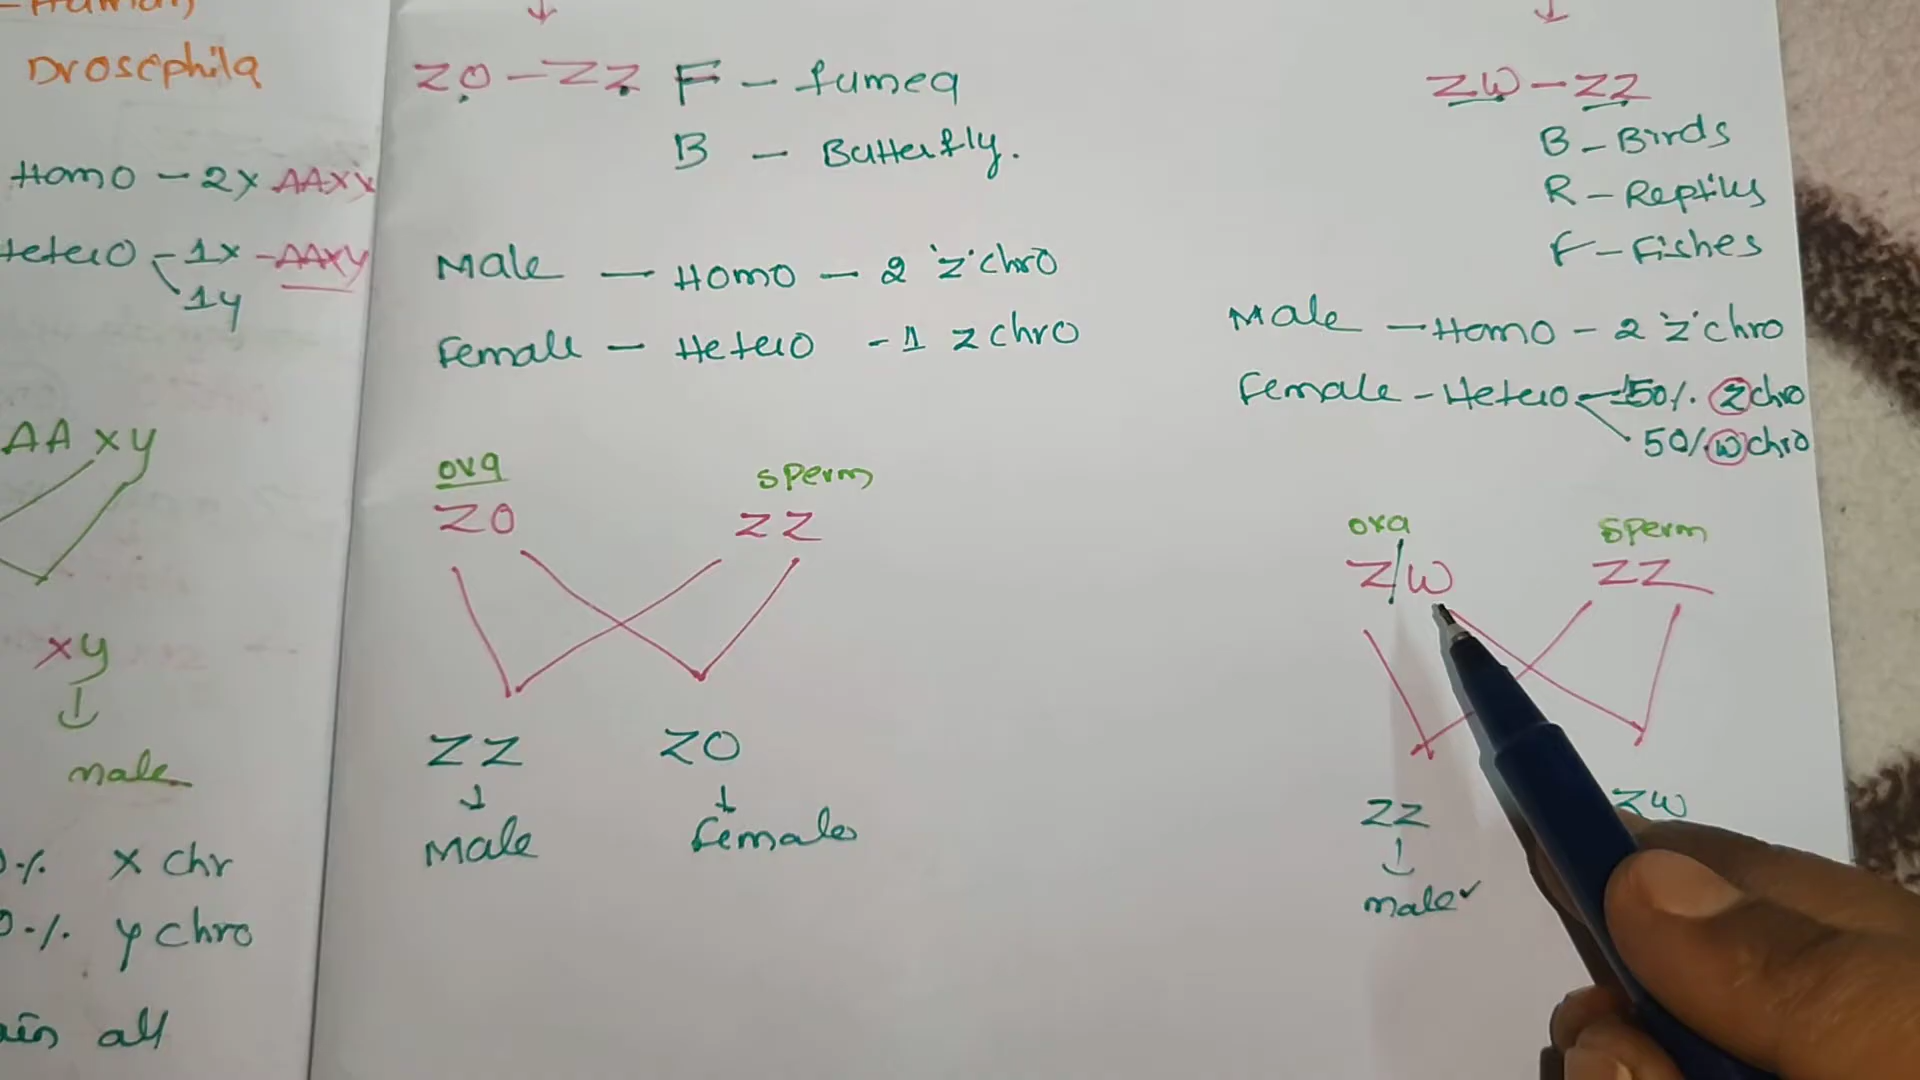 Human
Drosophila
Homo - 2x AAXX
Hetero - 1x - AAXY
1y
AA XY
xy
male
x chr
y chro
all
ZO - ZZ F - fumea
B - Butterfly.
Male - Homo - 2 'Z' chro
Female - Hetero - 1 z chro
ova sperm
ZO ZZ
ZZ ZO
Male female
ZW - ZZ
B - Birds
R - Reptiles
F - Fishes
Male - Homo - 2 'Z' chro
Female - Hetero - 50%. Z chro
50% w chro
ova sperm
Z/W ZZ
ZZ ZW
male